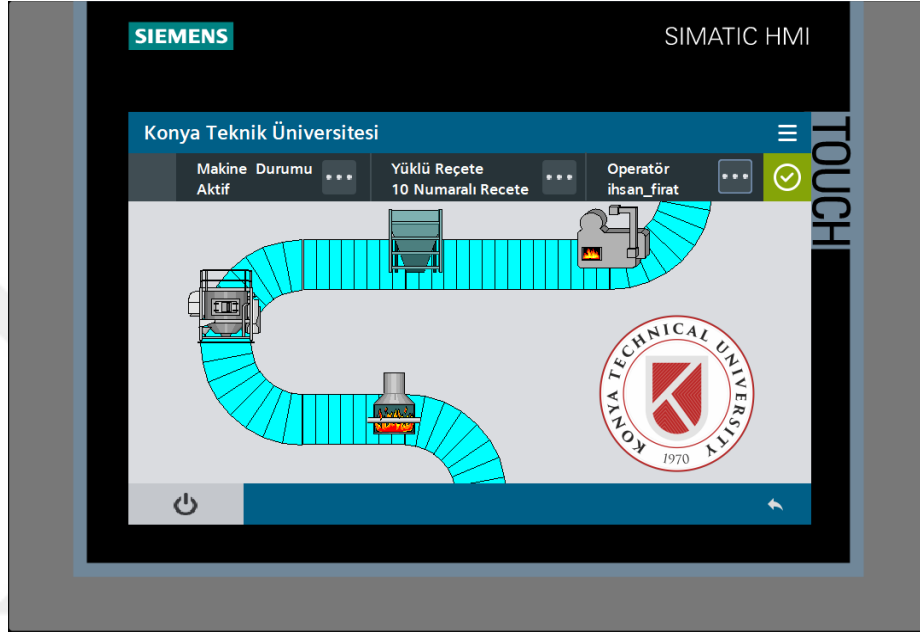 SIEMENS
SIMATIC HMI
TOUCH
Konya Teknik Üniversitesi
Makine Durumu
Aktif
Yüklü Reçete
10 Numaralı Recete
Operatör
ihsan_firat
KONYA TECHNICAL UNIVERSITY
1970